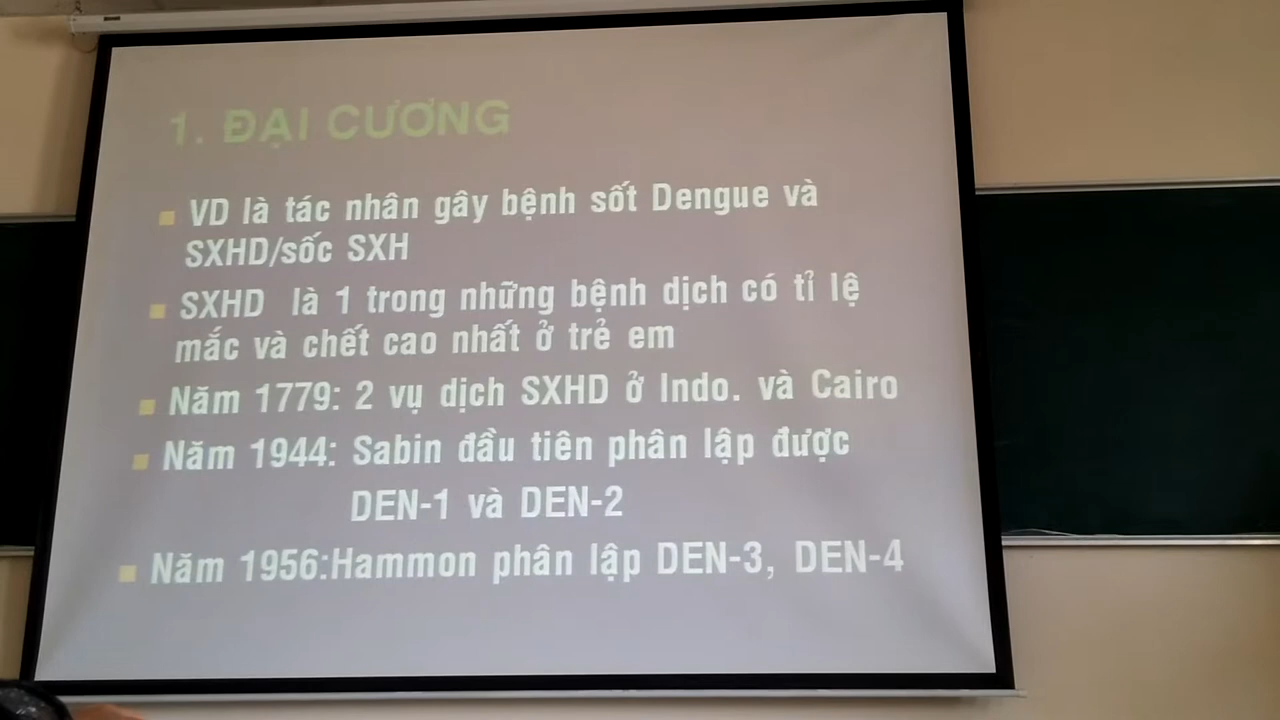 1. ĐẠI CƯƠNG
VD là tác nhân gây bệnh sốt Dengue và
SXHD/sốc SXH
SXHD là 1 trong những bệnh dịch có tỉ lệ
mắc và chết cao nhất ở trẻ em
Năm 1779: 2 vụ dịch SXHD ở Indo. và Cairo
Năm 1944: Sabin đầu tiên phân lập được
DEN-1 và DEN-2
Năm 1956:Hammon phân lập DEN-3, DEN-4